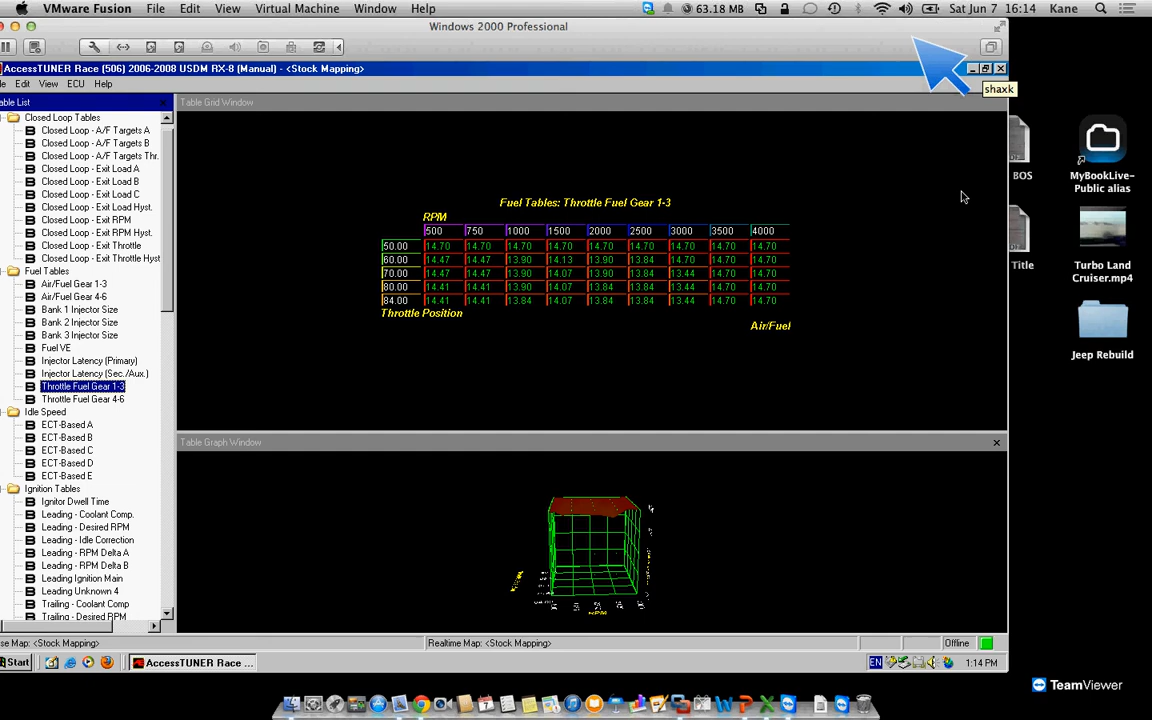 VMware Fusion File Edit View Virtual Machine Window Help 63.18 MB Sat Jun 7 16:14 Kane
Windows 2000 Professional
AccessTUNER Race (506) 2006-2008 USDM RX-8 (Manual) - <Stock Mapping>
le Edit View ECU Help
shaxk
able List
Table Grid Window
Closed Loop Tables
Closed Loop - A/F Targets A
Closed Loop - A/F Targets B
Closed Loop - A/F Targets Thr.
Closed Loop - Exit Load A
Closed Loop - Exit Load B
Closed Loop - Exit Load C
Closed Loop - Exit Load Hyst.
Closed Loop - Exit RPM
Closed Loop - Exit RPM Hyst.
Closed Loop - Exit Throttle
Closed Loop - Exit Throttle Hyst
Fuel Tables
Air/Fuel Gear 1-3
Air/Fuel Gear 4-6
Bank 1 Injector Size
Bank 2 Injector Size
Bank 3 Injector Size
Fuel VE
Injector Latency (Primary)
Injector Latency (Sec./Aux.)
Throttle Fuel Gear 1-3
Throttle Fuel Gear 4-6
Idle Speed
ECT-Based A
ECT-Based B
ECT-Based C
ECT-Based D
ECT-Based E
Ignition Tables
Ignitor Dwell Time
Leading - Coolant Comp.
Leading - Desired RPM
Leading - Idle Correction
Leading - RPM Delta A
Leading - RPM Delta B
Leading Ignition Main
Leading Unknown 4
Trailing - Coolant Comp
Trailing - Desired RPM
Fuel Tables: Throttle Fuel Gear 1-3
RPM
500 750 1000 1500 2000 2500 3000 3500 4000
50.00 14.70 14.70 14.70 14.70 14.70 14.70 14.70 14.70 14.70
60.00 14.47 14.47 13.90 14.13 13.90 13.84 14.70 14.70 14.70
70.00 14.47 14.47 13.90 14.07 13.90 13.84 13.44 14.70 14.70
80.00 14.41 14.41 13.90 14.07 13.84 13.84 13.44 14.70 14.70
84.00 14.41 14.41 13.84 14.07 13.84 13.84 13.44 14.70 14.70
Throttle Position
Air/Fuel
Table Graph Window
RPM
BOS
MyBookLive-
Public alias
Title
Turbo Land
Cruiser.mp4
Jeep Rebuild
se Map: <Stock Mapping> Realtime Map: <Stock Mapping> Offline
Start AccessTUNER Race ... EN 1:14 PM
TeamViewer